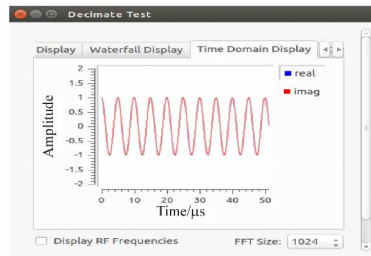 Decimate Test
Display Waterfall Display Time Domain Display
real
imag
2
1.5
1
0.5
0
-0.5
-1
-1.5
-2
Amplitude
0 10 20 30 40 50
Time/μs
Display RF Frequencies FFT Size: 1024